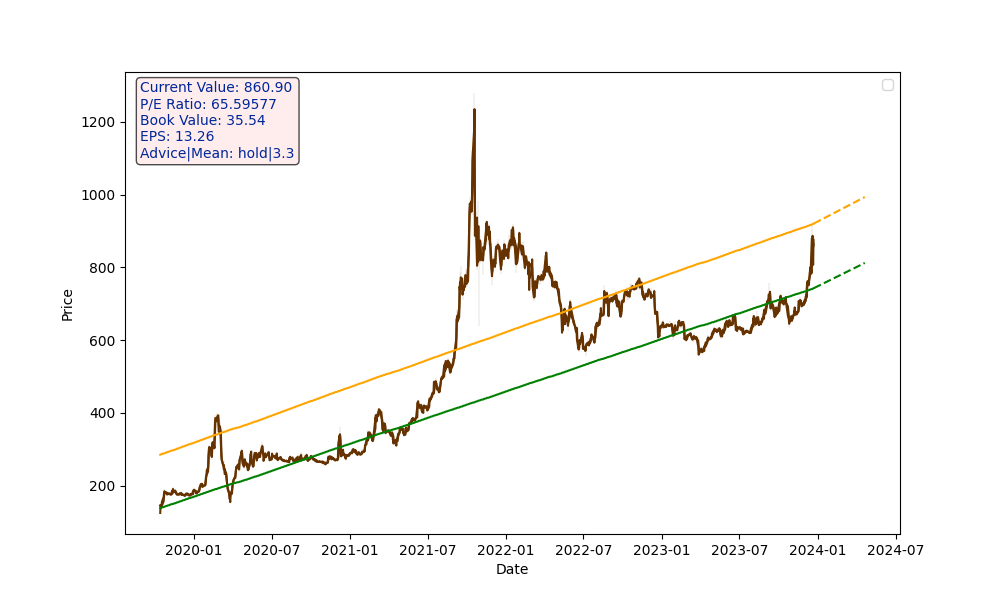 Current Value: 860.90
P/E Ratio: 65.59577
Book Value: 35.54
EPS: 13.26
Advice|Mean: hold|3.3
1200
1000
800
600
400
200
Price
2020-01 2020-07 2021-01 2021-07 2022-01 2022-07 2023-01 2023-07 2024-01 2024-07
Date